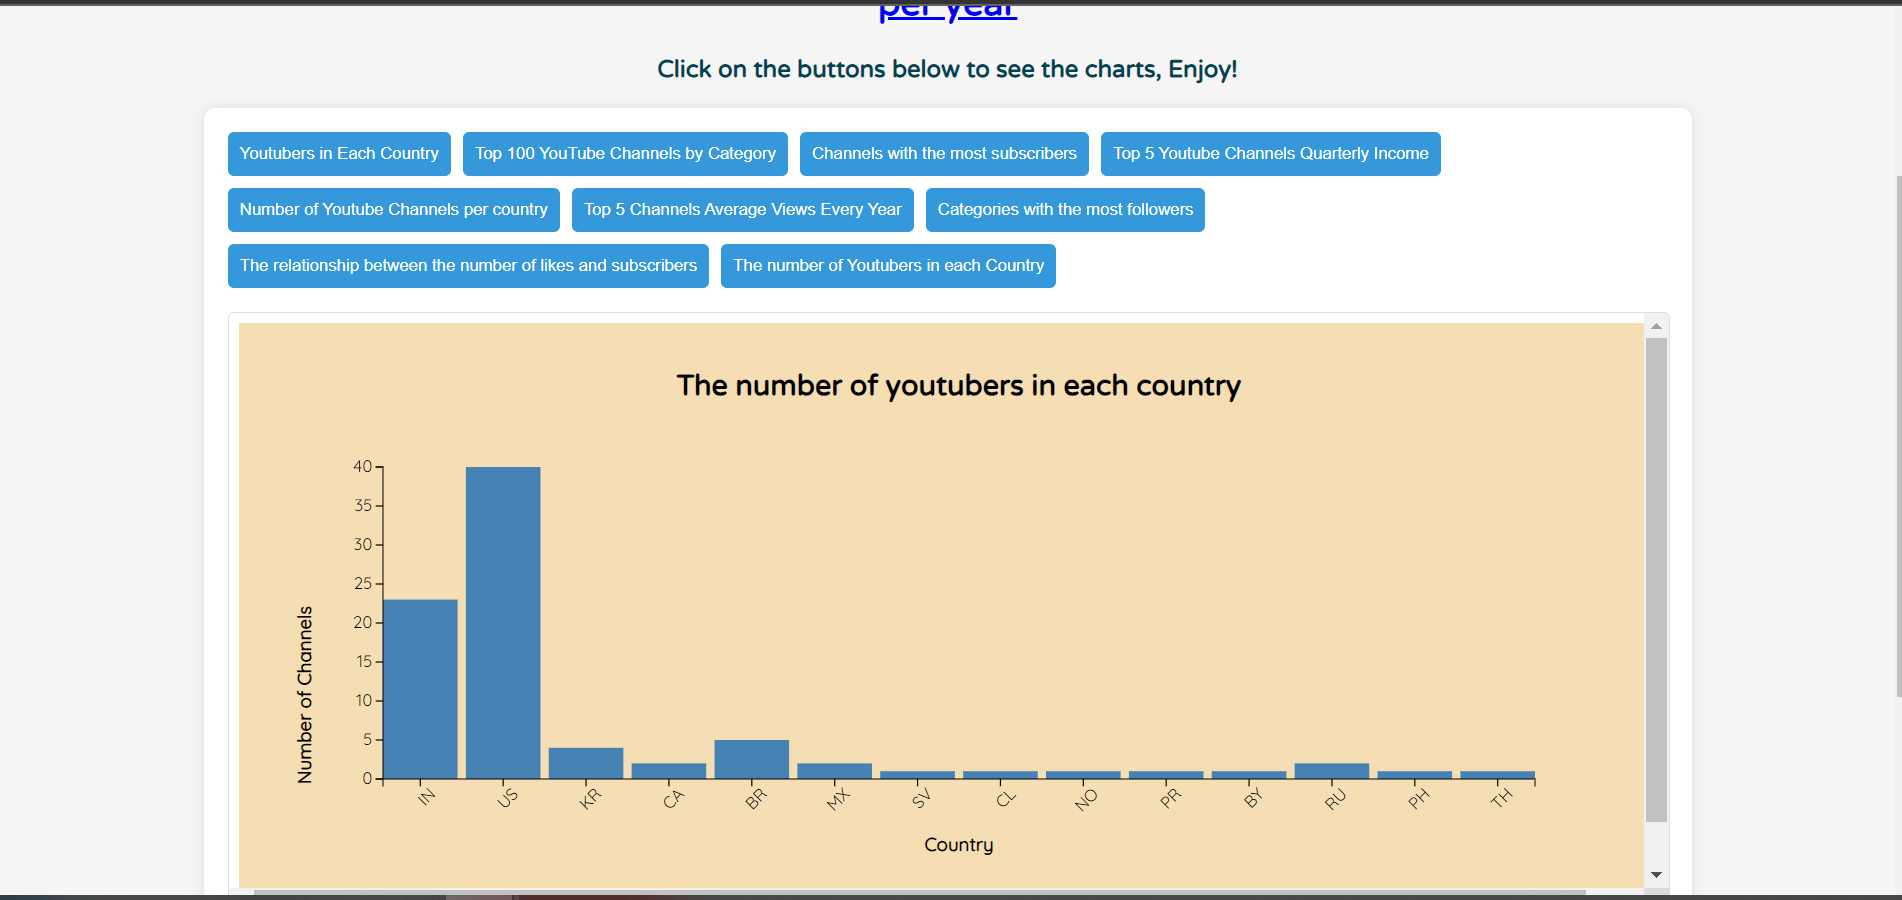 per year
Click on the buttons below to see the charts, Enjoy!
Youtubers in Each Country
Top 100 YouTube Channels by Category
Channels with the most subscribers
Top 5 Youtube Channels Quarterly Income
Number of Youtube Channels per country
Top 5 Channels Average Views Every Year
Categories with the most followers
The relationship between the number of likes and subscribers
The number of Youtubers in each Country
The number of youtubers in each country
Number of Channels
40
35
30
25
20
15
10
5
0
IN
US
KR
CA
BR
MX
SV
CL
NO
PR
BY
RU
PH
TH
Country